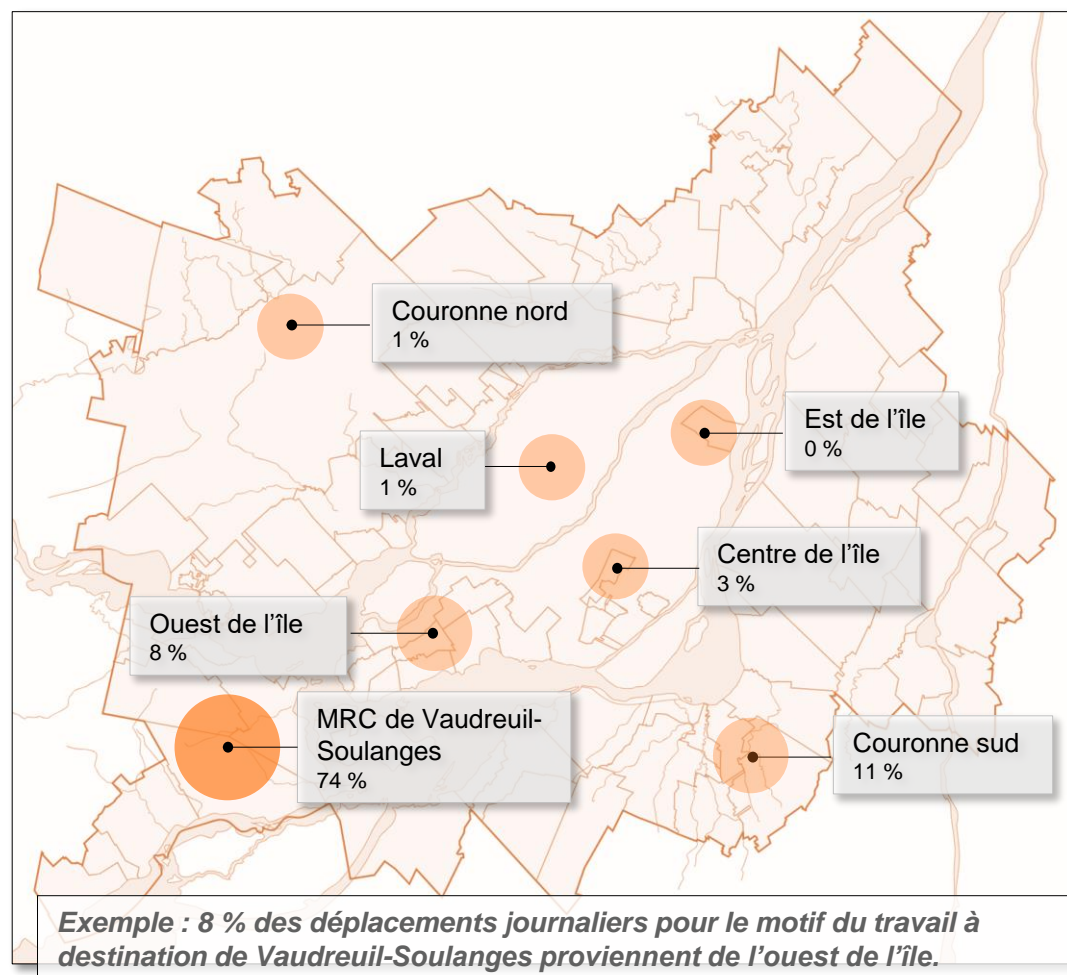 Couronne nord
1 %
Est de l’île
0 %
Laval
1 %
Centre de l’île
3 %
Ouest de l’île
8 %
MRC de Vaudreuil-
Soulanges
74 %
Couronne sud
11 %
Exemple : 8 % des déplacements journaliers pour le motif du travail à
destination de Vaudreuil-Soulanges proviennent de l’ouest de l’île.